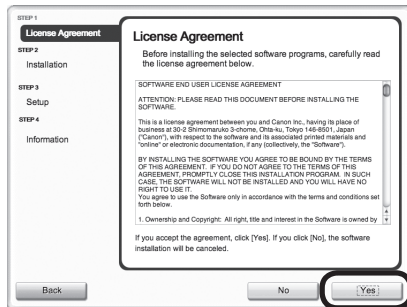 STEP 1
License Agreement
STEP 2
Installation
STEP 3
Setup
STEP 4
Information
License Agreement
Before installing the selected software programs, carefully read
the license agreement below.
SOFTWARE END USER LICENSE AGREEMENT
ATTENTION: PLEASE READ THIS DOCUMENT BEFORE INSTALLING THE
SOFTWARE.
This is a license agreement between you and Canon Inc., having its place of
business at 30-2 Shimomaruko 3-chome, Ohta-ku, Tokyo 146-8501, Japan
("Canon"), with respect to the software and its associated printed materials and
"online" or electronic documentation, if any (collectively, the "Software").
BY INSTALLING THE SOFTWARE YOU AGREE TO BE BOUND BY THE TERMS
OF THIS AGREEMENT. IF YOU DO NOT AGREE TO THE TERMS OF THIS
AGREEMENT, PROMPTLY CLOSE THIS INSTALLATION PROGRAM. IN SUCH
CASE, THE SOFTWARE WILL NOT BE INSTALLED AND YOU WILL HAVE NO
RIGHT TO USE IT.
You agree to use the Software only in accordance with the terms and conditions set
forth below.
1. Ownership and Copyright: All right, title and interest in the Software is owned by
If you accept the agreement, click [Yes]. If you click [No], the software
installation will be canceled.
Back
No
Yes